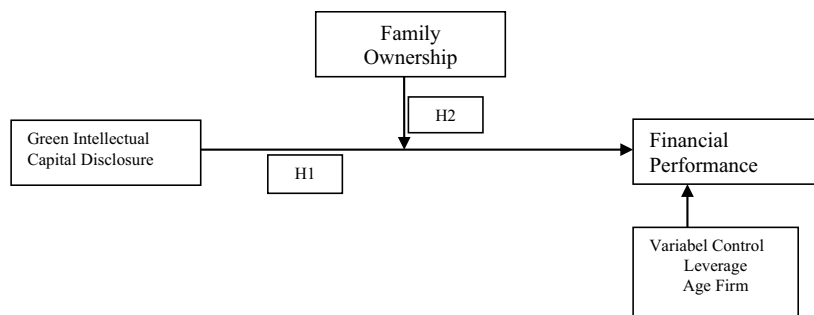 Family
Ownership
H2
Green Intellectual
Capital Disclosure
H1
Financial
Performance
Variabel Control
Leverage
Age Firm